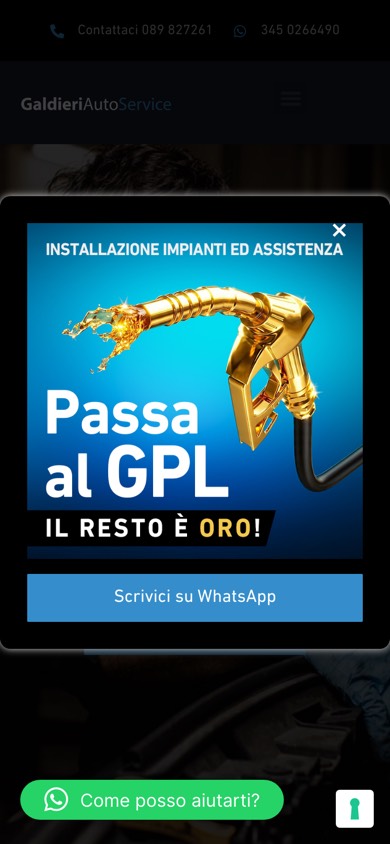 Contattaci 089 827261
345 0266490
GaldieriAutoService
INSTALLAZIONE IMPIANTI ED ASSISTENZA
Passa
al GPL
IL RESTO È ORO!
Scrivici su WhatsApp
Come posso aiutarti?